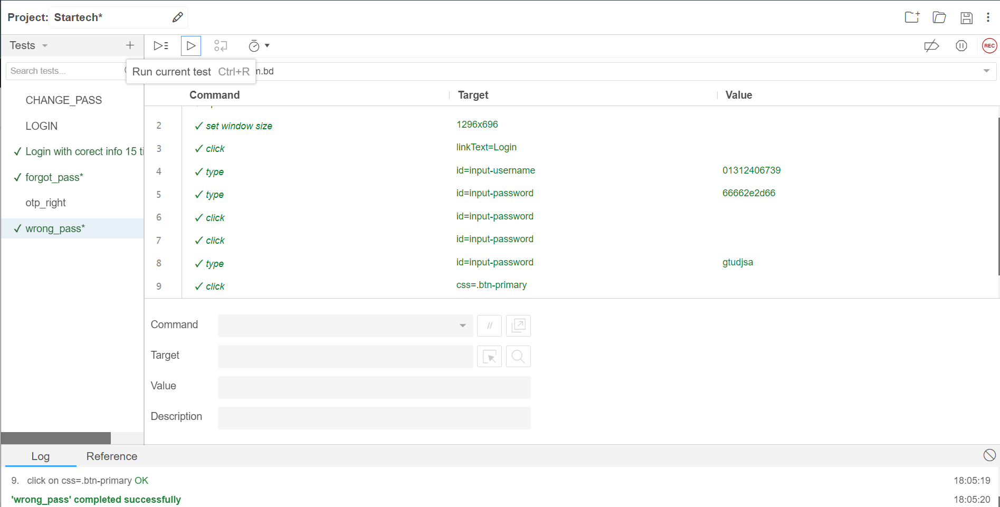 Project: Startech*
Tests
Search tests...
Run current test Ctrl+R
m.bd
REC
CHANGE_PASS
LOGIN
✓ Login with corect info 15 ti
✓ forgot_pass*
otp_right
✓ wrong_pass*
Command Target Value
2 ✓ set window size 1296x696
3 ✓ click linkText=Login
4 ✓ type id=input-username 01312406739
5 ✓ type id=input-password 66662e2d66
6 ✓ click id=input-password
7 ✓ click id=input-password
8 ✓ type id=input-password gtudjsa
9 ✓ click css=.btn-primary
Command //
Target
Value
Description
Log Reference
9. click on css=.btn-primary OK 18:05:19
'wrong_pass' completed successfully 18:05:20